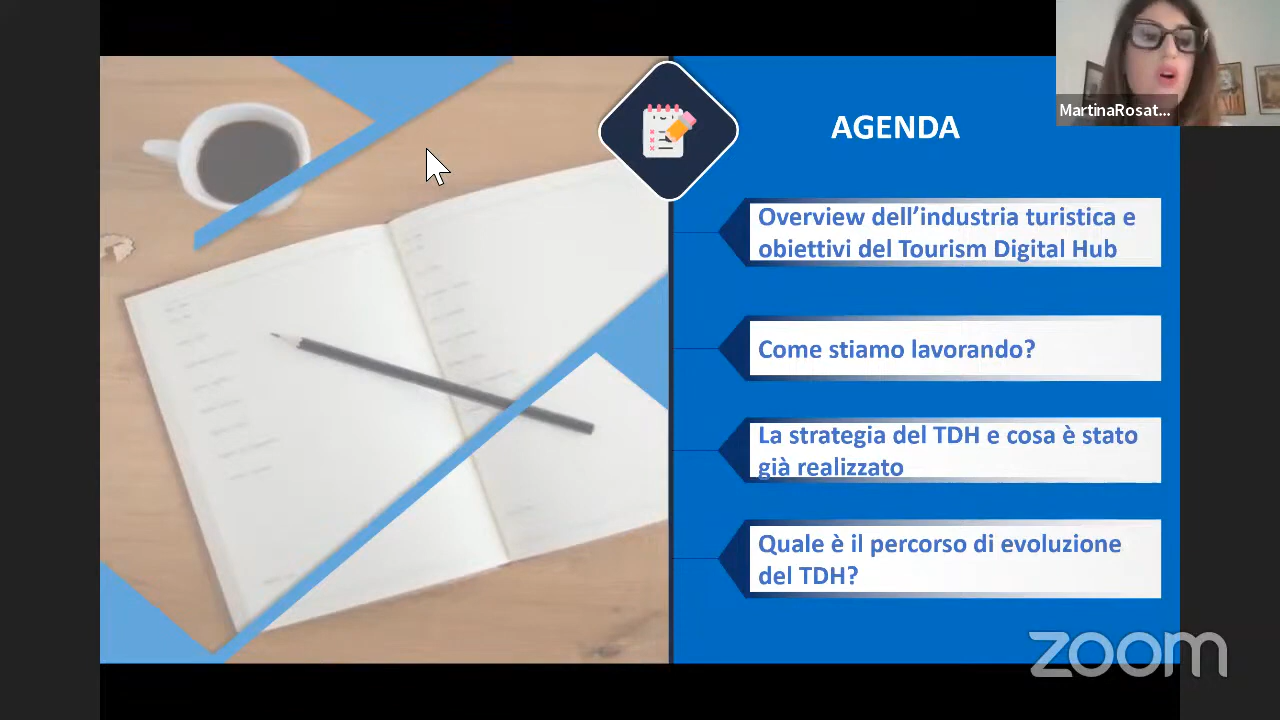 MartinaRosat...
AGENDA
Overview dell'industria turistica e
obiettivi del Tourism Digital Hub
Come stiamo lavorando?
La strategia del TDH e cosa è stato
già realizzato
Quale è il percorso di evoluzione
del TDH?
zoom